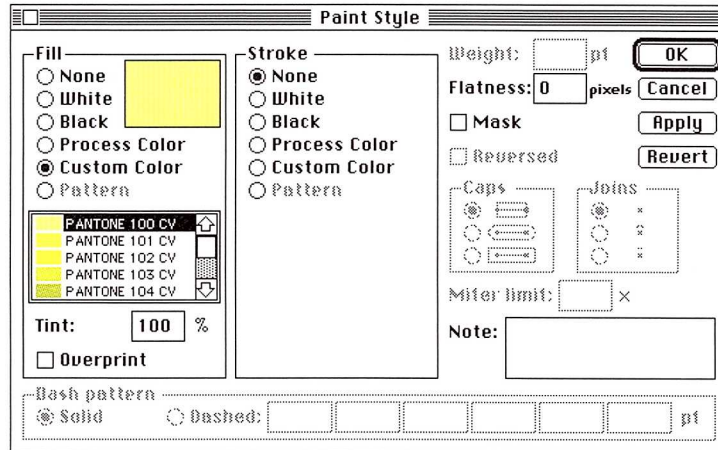 Paint Style
Fill
None
White
Black
Process Color
Custom Color
Pattern
PANTONE 100 CV
PANTONE 101 CV
PANTONE 102 CV
PANTONE 103 CV
PANTONE 104 CV
Tint: 100 %
Overprint
Stroke
None
White
Black
Process Color
Custom Color
Pattern
Weight: pt
Flatness: 0 pixels
Mask
Reversed
Caps
Joins
Miter limit: x
Note:
OK
Cancel
Apply
Revert
Dash pattern
Solid Dashed: pt